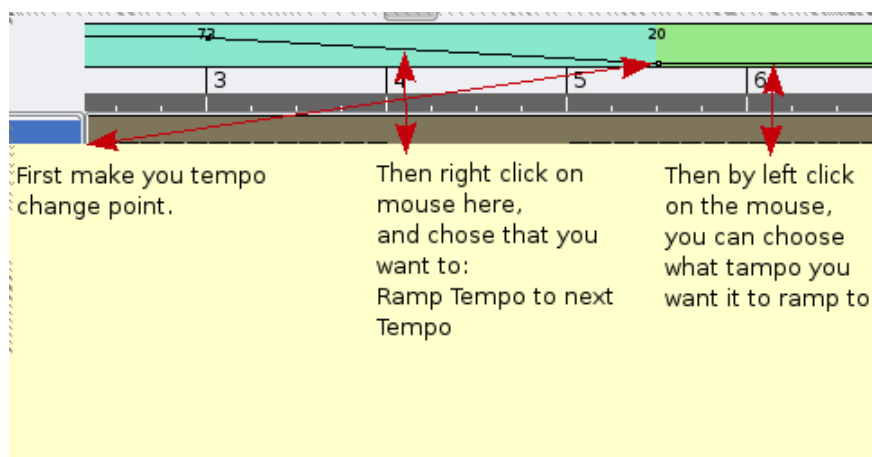 73
20
3
4
5
6
First make you tempo
change point.
Then right click on
mouse here,
and chose that you
want to:
Ramp Tempo to next
Tempo
Then by left click
on the mouse,
you can choose
what tampo you
want it to ramp to